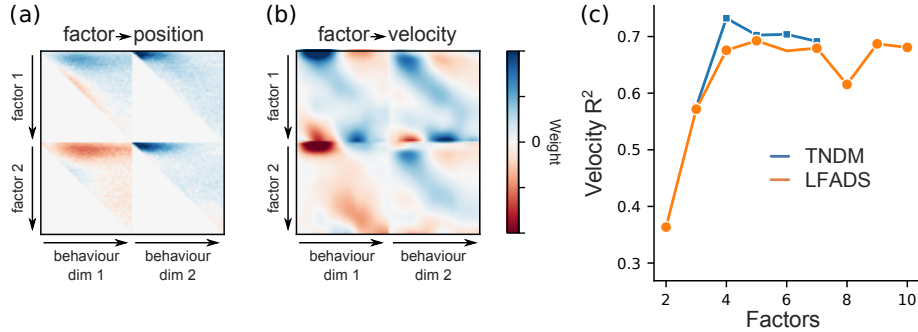 (a)
factor→position
factor 1
factor 2
behaviour
dim 1
behaviour
dim 2
(b)
factor→velocity
factor 1
factor 2
behaviour
dim 1
behaviour
dim 2
0
Weight
(c)
Velocity R²
0.7
0.6
0.5
0.4
0.3
TNDM
LFADS
2
4
6
8
10
Factors